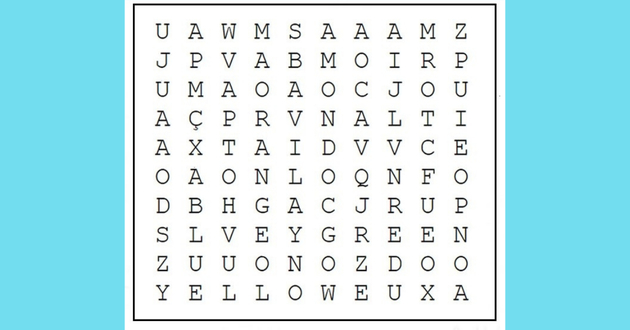 U A W M S A A A M Z
J P V A B M O I R P
U M A O A O C J O U
A Ç P R V N A L T I
A X T A I D V V C E
O A O N L O Q N F O
D B H G A C J R U P
S L V E Y G R E E N
Z U U O N O Z D O O
Y E L L O W E U X A